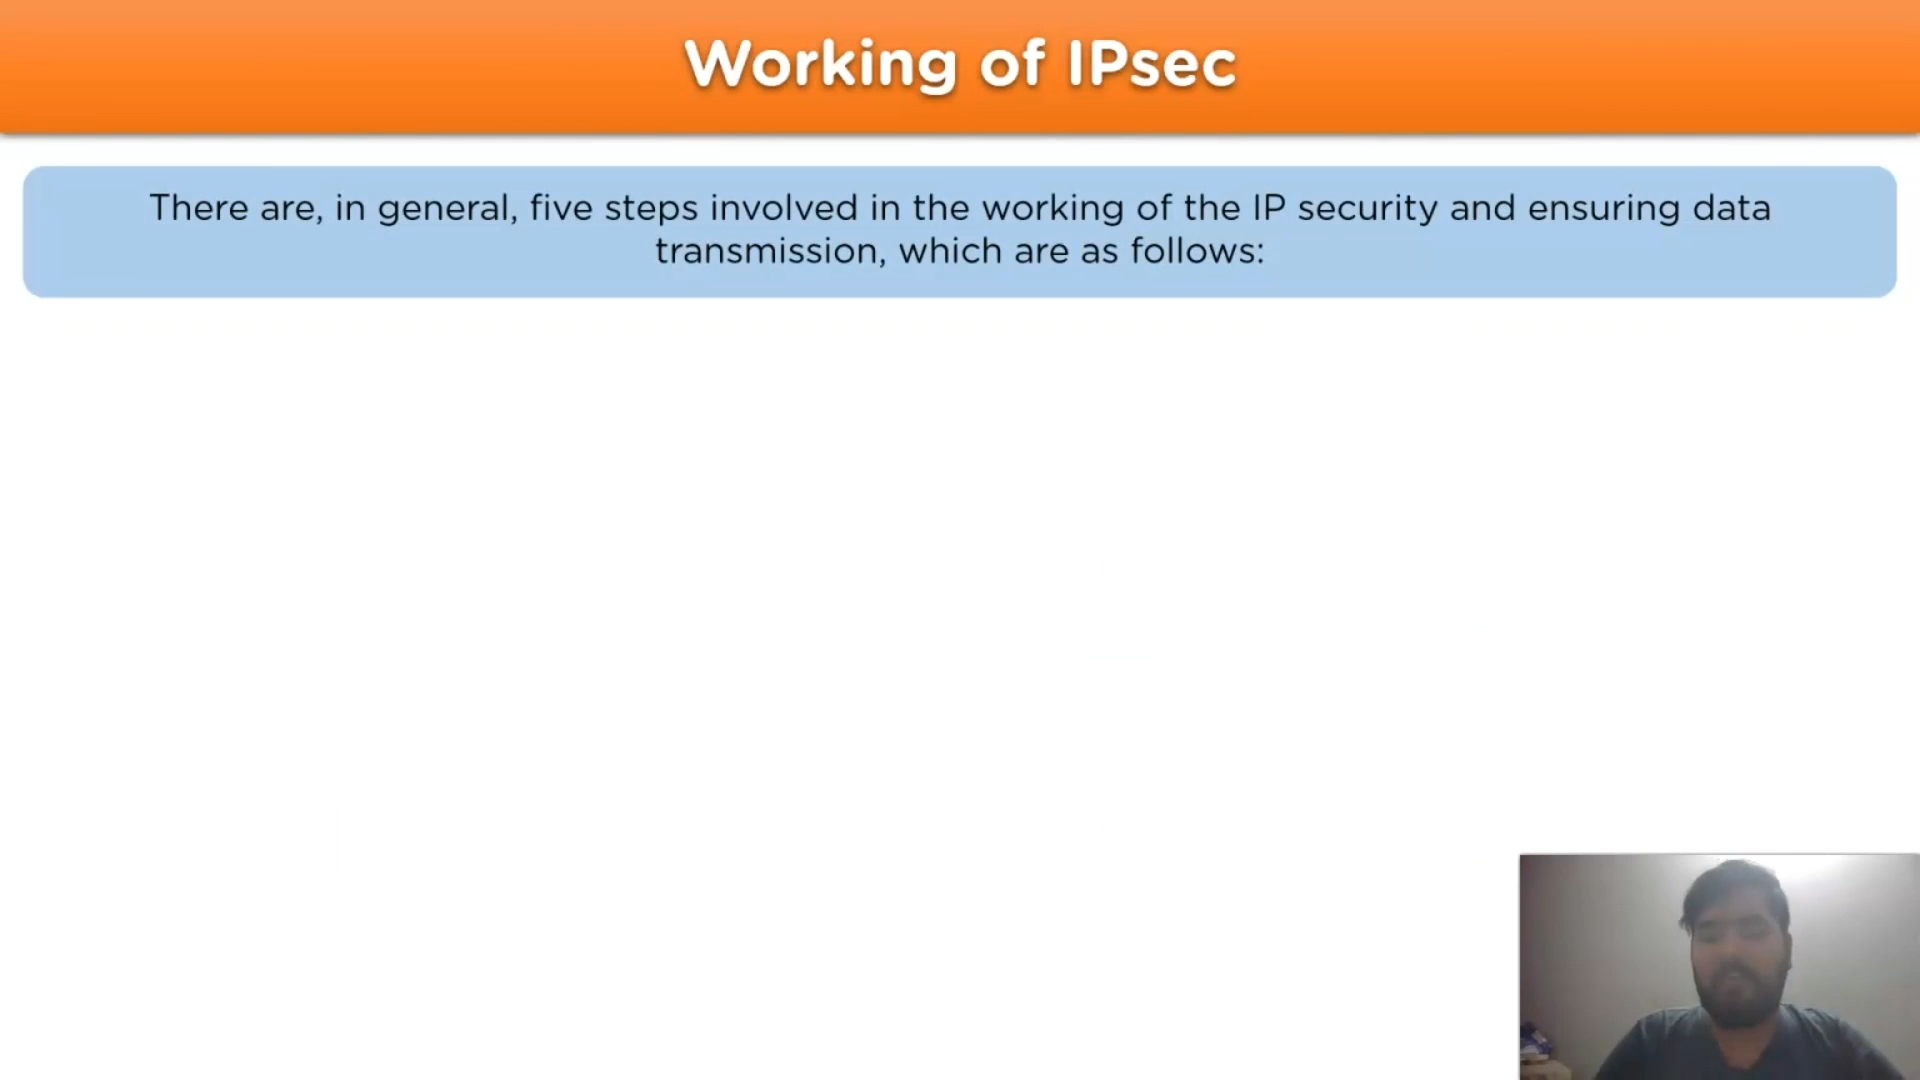 Working of IPsec
There are, in general, five steps involved in the working of the IP security and ensuring data
transmission, which are as follows: